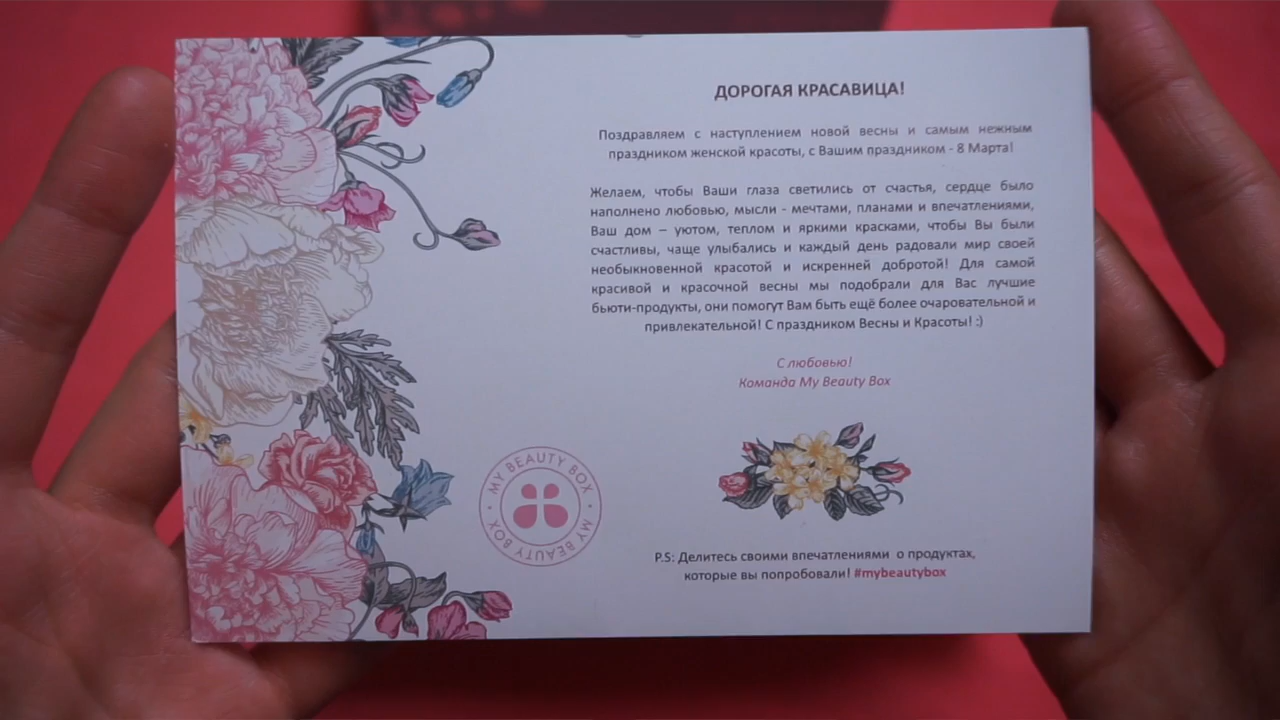 ДОРОГАЯ КРАСАВИЦА!
Поздравляем с наступлением новой весны и самым нежным
праздником женской красоты, с Вашим праздником - 8 Марта!
Желаем, чтобы Ваши глаза светились от счастья, сердце было
наполнено любовью, мысли - мечтами, планами и впечатлениями,
Ваш дом – уютом, теплом и яркими красками, чтобы Вы были
счастливы, чаще улыбались и каждый день радовали мир своей
необыкновенной красотой и искренней добротой! Для самой
красивой и красочной весны мы подобрали для Вас лучшие
бьюти-продукты, они помогут Вам быть ещё более очаровательной и
привлекательной! С праздником Весны и Красоты! :)
С любовью!
Команда My Beauty Box
MY BEAUTY BOX • MY BEAUTY BOX •
P.S: Делитесь своими впечатлениями о продуктах,
которые вы попробовали! #mybeautybox